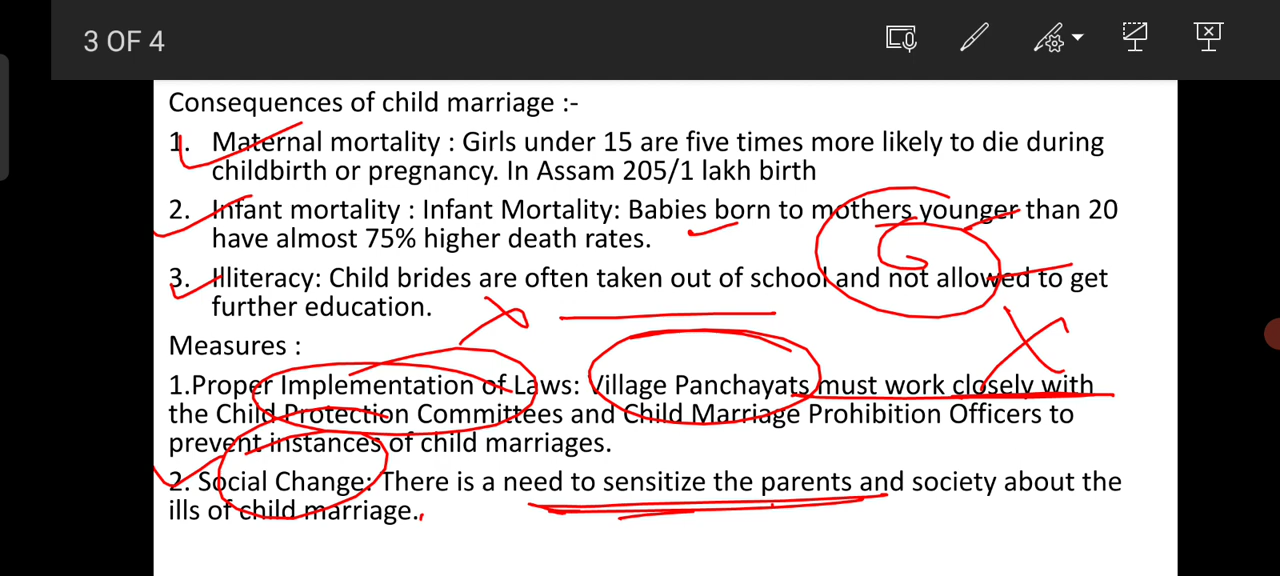 3 OF 4
Consequences of child marriage :-
1. Maternal mortality : Girls under 15 are five times more likely to die during
childbirth or pregnancy. In Assam 205/1 lakh birth
2. Infant mortality : Infant Mortality: Babies born to mothers younger than 20
have almost 75% higher death rates.
3. Illiteracy: Child brides are often taken out of school and not allowed to get
further education.
Measures :
1.Proper Implementation of Laws: Village Panchayats must work closely with
the Child Protection Committees and Child Marriage Prohibition Officers to
prevent instances of child marriages.
2. Social Change: There is a need to sensitize the parents and society about the
ills of child marriage..